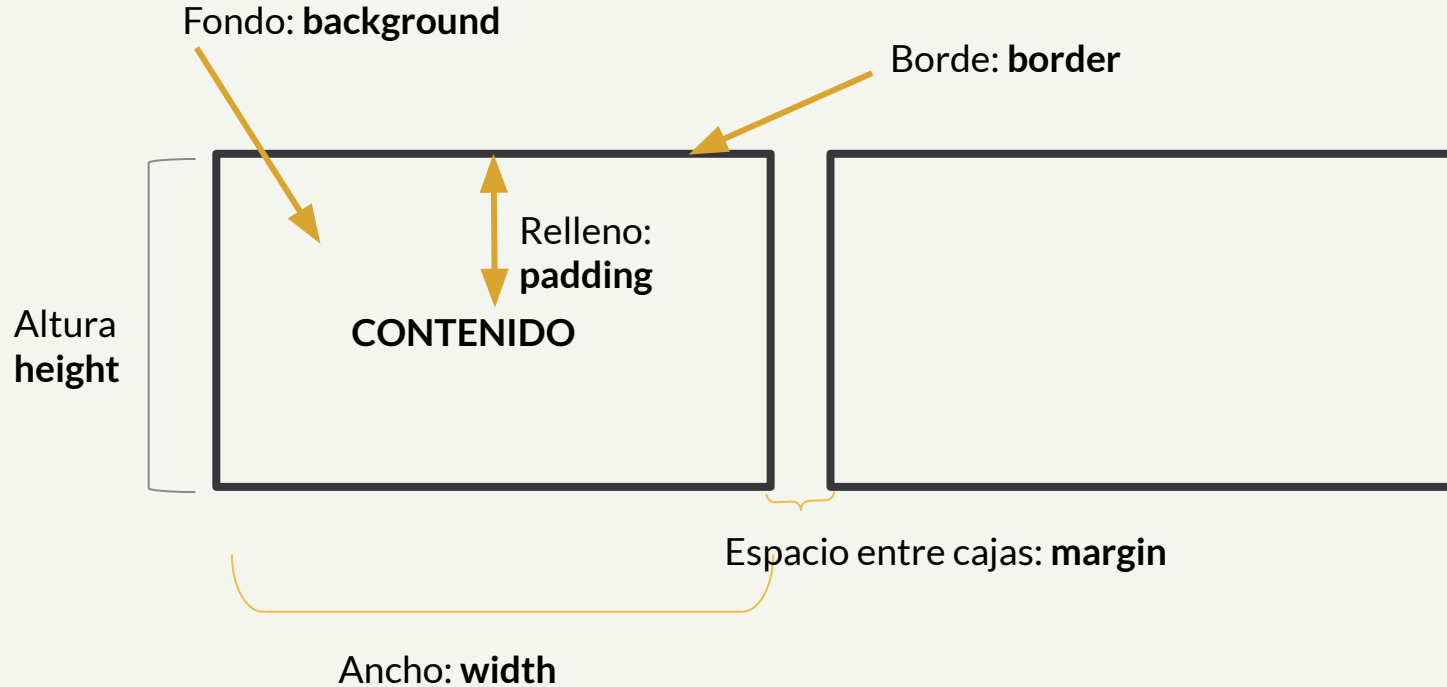 Fondo: background
Borde: border
Relleno:
padding
Altura
height
CONTENIDO
Espacio entre cajas: margin
Ancho: width